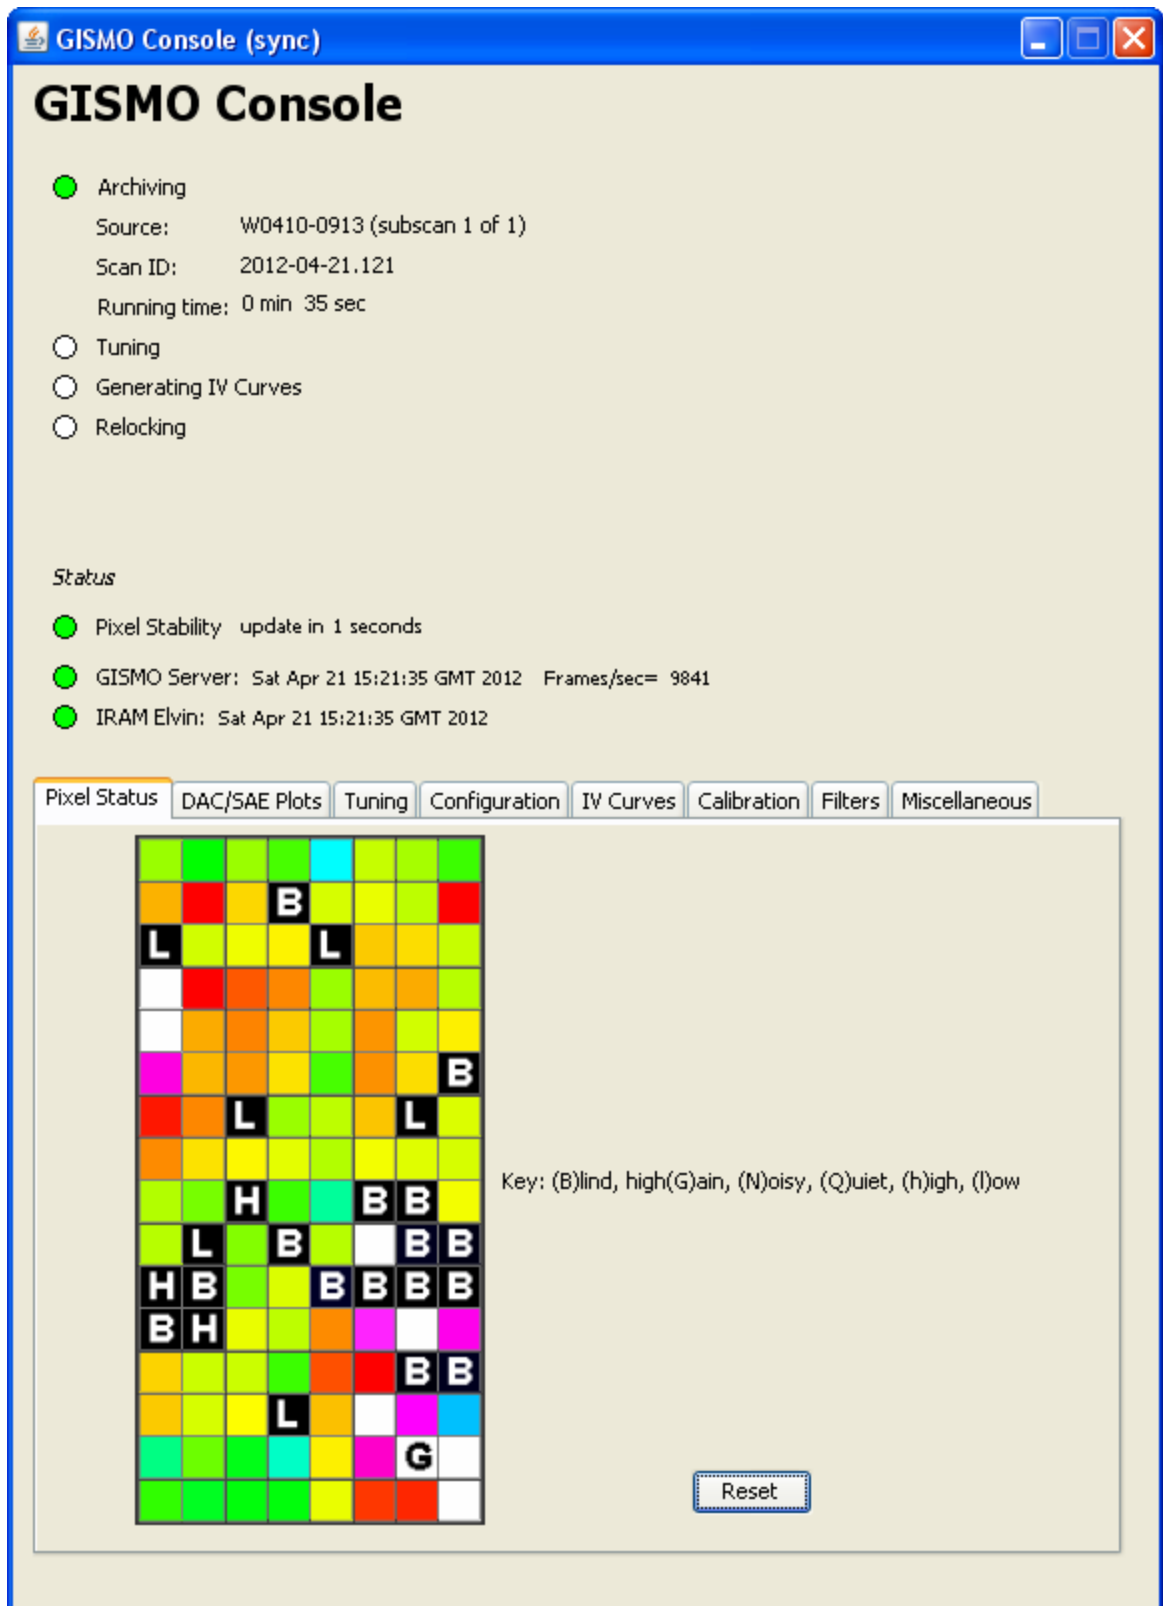 GISMO Console (sync)
GISMO Console
Archiving
Source: W0410-0913 (subscan 1 of 1)
Scan ID: 2012-04-21.121
Running time: 0 min 35 sec
Tuning
Generating IV Curves
Relocking
Status
Pixel Stability update in 1 seconds
GISMO Server: Sat Apr 21 15:21:35 GMT 2012 Frames/sec= 9841
IRAM Elvin: Sat Apr 21 15:21:35 GMT 2012
Pixel Status DAC/SAE Plots Tuning Configuration IV Curves Calibration Filters Miscellaneous
B
L L
B
L L
Key: (B)lind, high(G)ain, (N)oisy, (Q)uiet, (h)igh, (l)ow
H B B
L B B B
H B B B B B
B H
B B
L
G
Reset